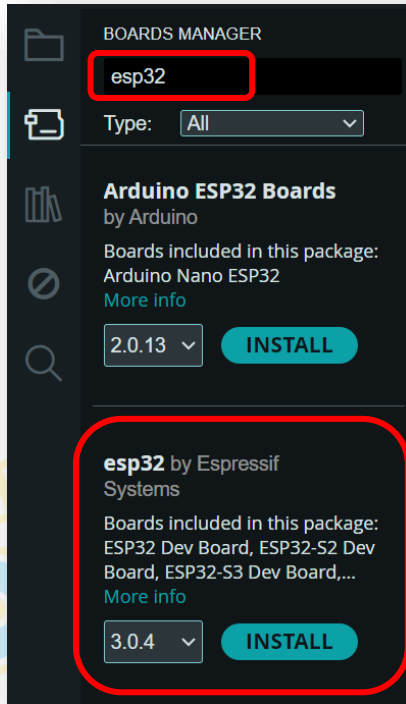 BOARDS MANAGER
esp32
Type: All
Arduino ESP32 Boards
by Arduino
Boards included in this package:
Arduino Nano ESP32
More info
2.0.13 INSTALL
esp32 by Espressif
Systems
Boards included in this package:
ESP32 Dev Board, ESP32-S2 Dev
Board, ESP32-S3 Dev Board,...
More info
3.0.4 INSTALL